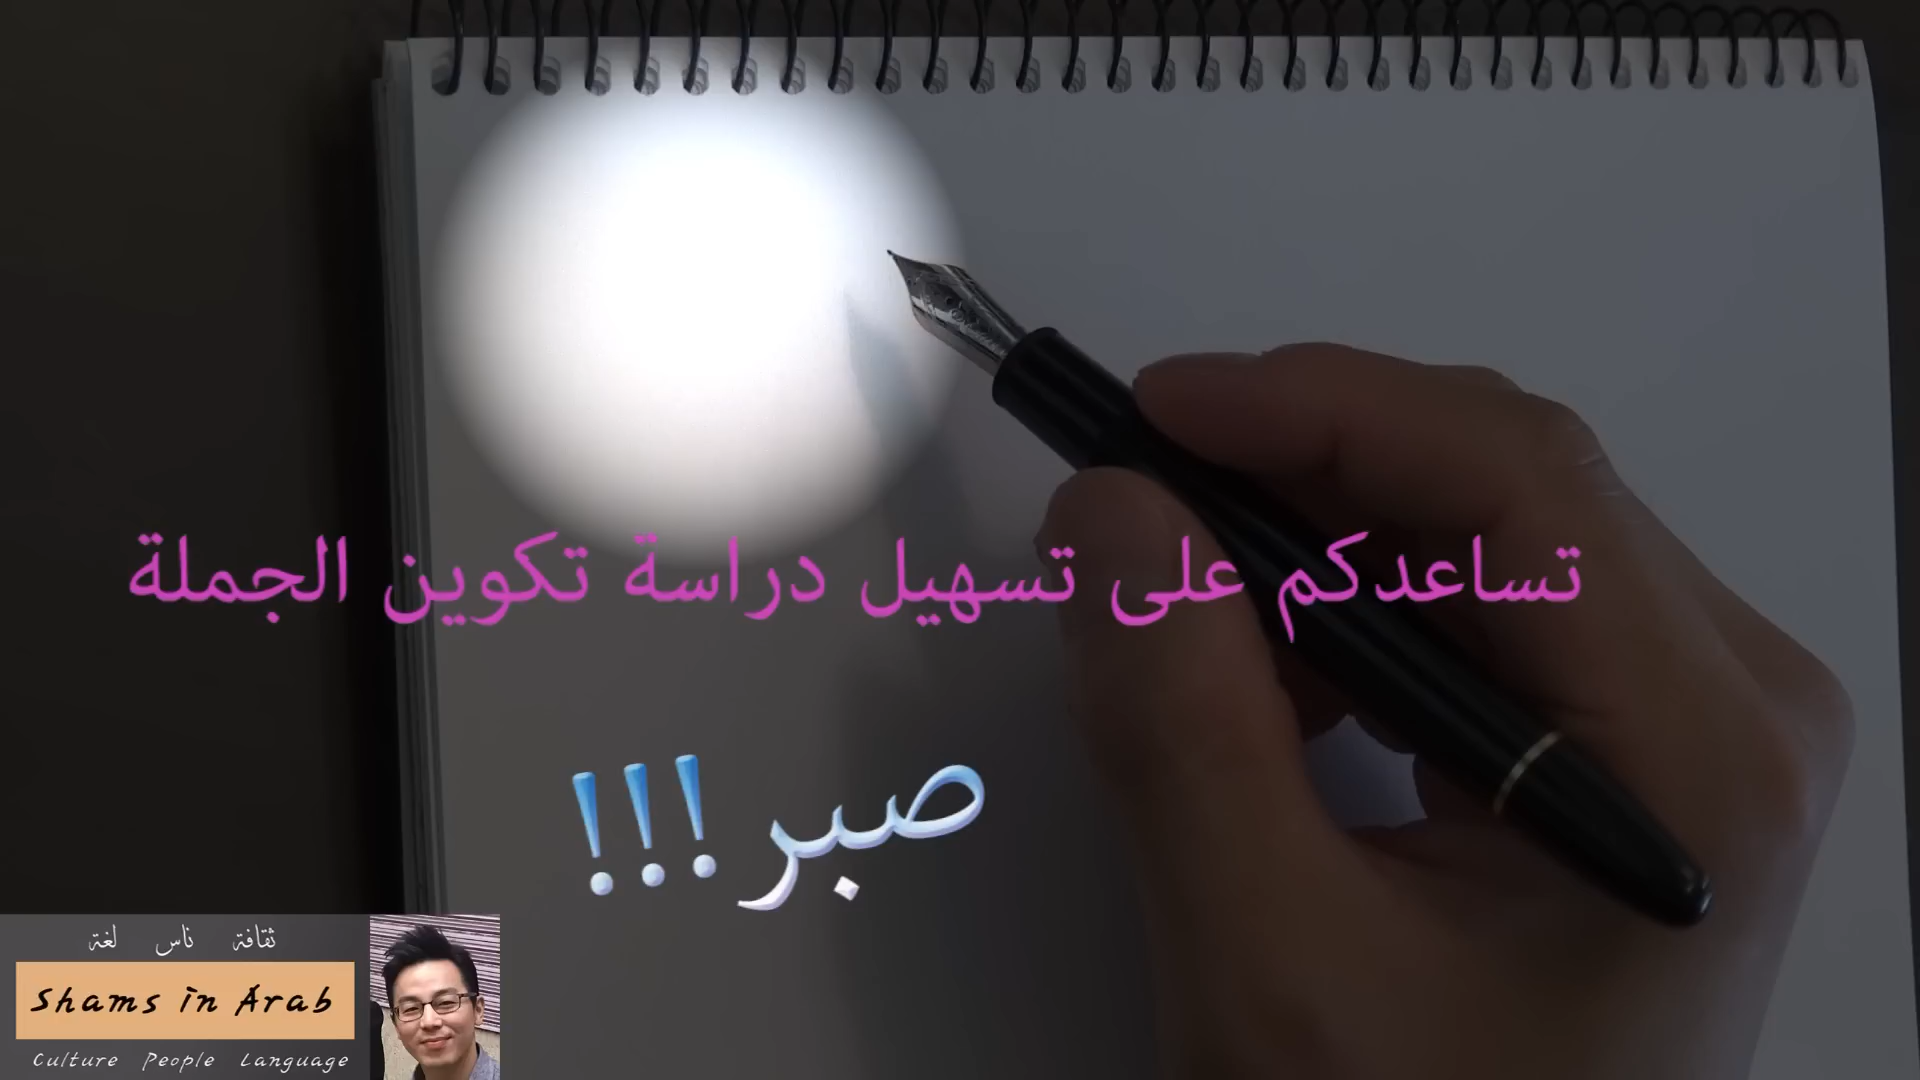 تساعدكم على تسهيل دراسة تكوين الجملة
صبر!!!
ثقافة ناس لغة
Shams in Arab
Culture People Language